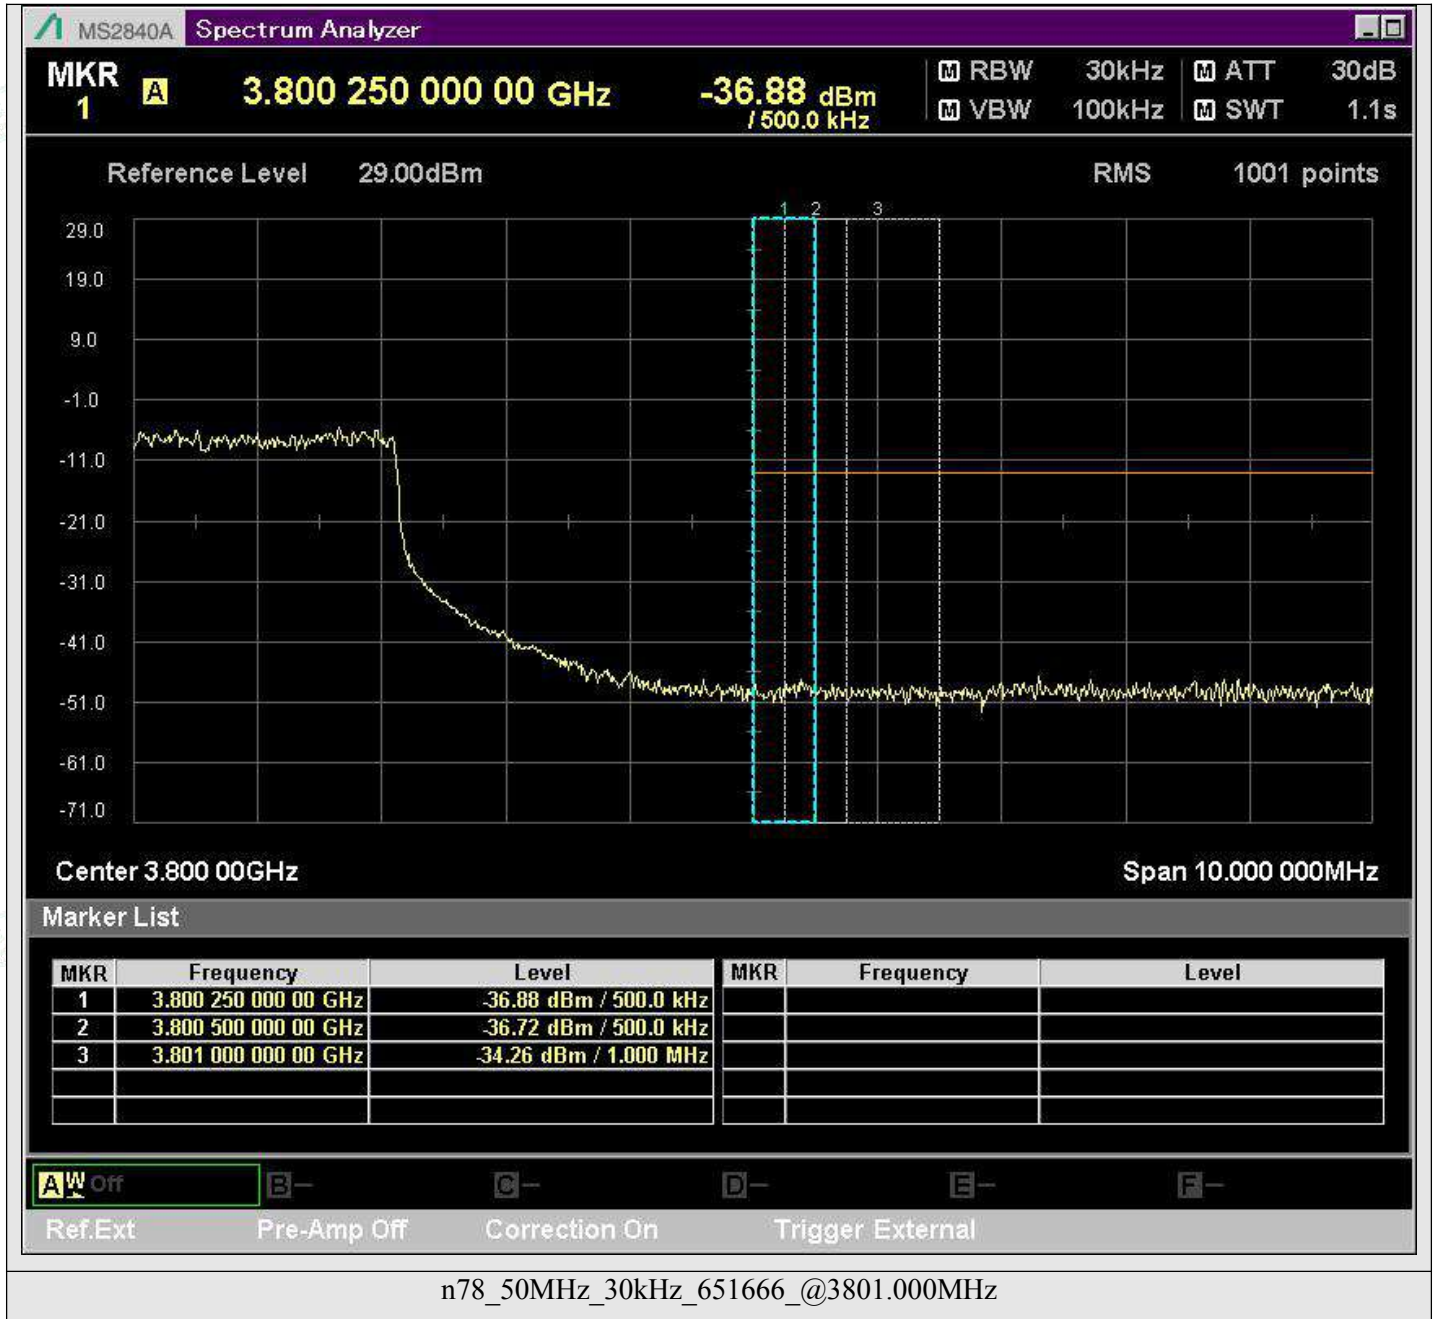 MS2840A Spectrum Analyzer
MKR 1 A 3.800 250 000 00 GHz -36.88 dBm / 500.0 kHz
M RBW 30kHz M ATT 30dB
M VBW 100kHz M SWT 1.1s
Reference Level 29.00dBm RMS 1001 points
1 2 3
29.0
19.0
9.0
-1.0
-11.0
-21.0
-31.0
-41.0
-51.0
-61.0
-71.0
Center 3.800 00GHz Span 10.000 000MHz
Marker List
MKR Frequency Level MKR Frequency Level
1 3.800 250 000 00 GHz -36.88 dBm / 500.0 kHz
2 3.800 500 000 00 GHz -36.72 dBm / 500.0 kHz
3 3.801 000 000 00 GHz -34.26 dBm / 1.000 MHz
A W Off B – C – D – E – F –
Ref.Ext Pre-Amp Off Correction On Trigger External
n78_50MHz_30kHz_651666_@3801.000MHz